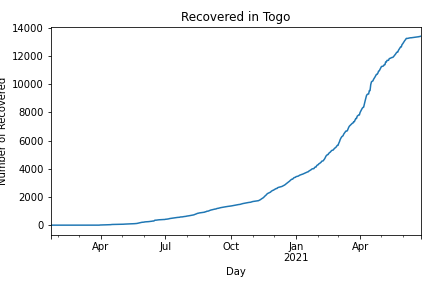 Recovered in Togo
Number of Recovered
14000
12000
10000
8000
6000
4000
2000
0
Apr
Jul
Oct
Jan
2021
Apr
Day